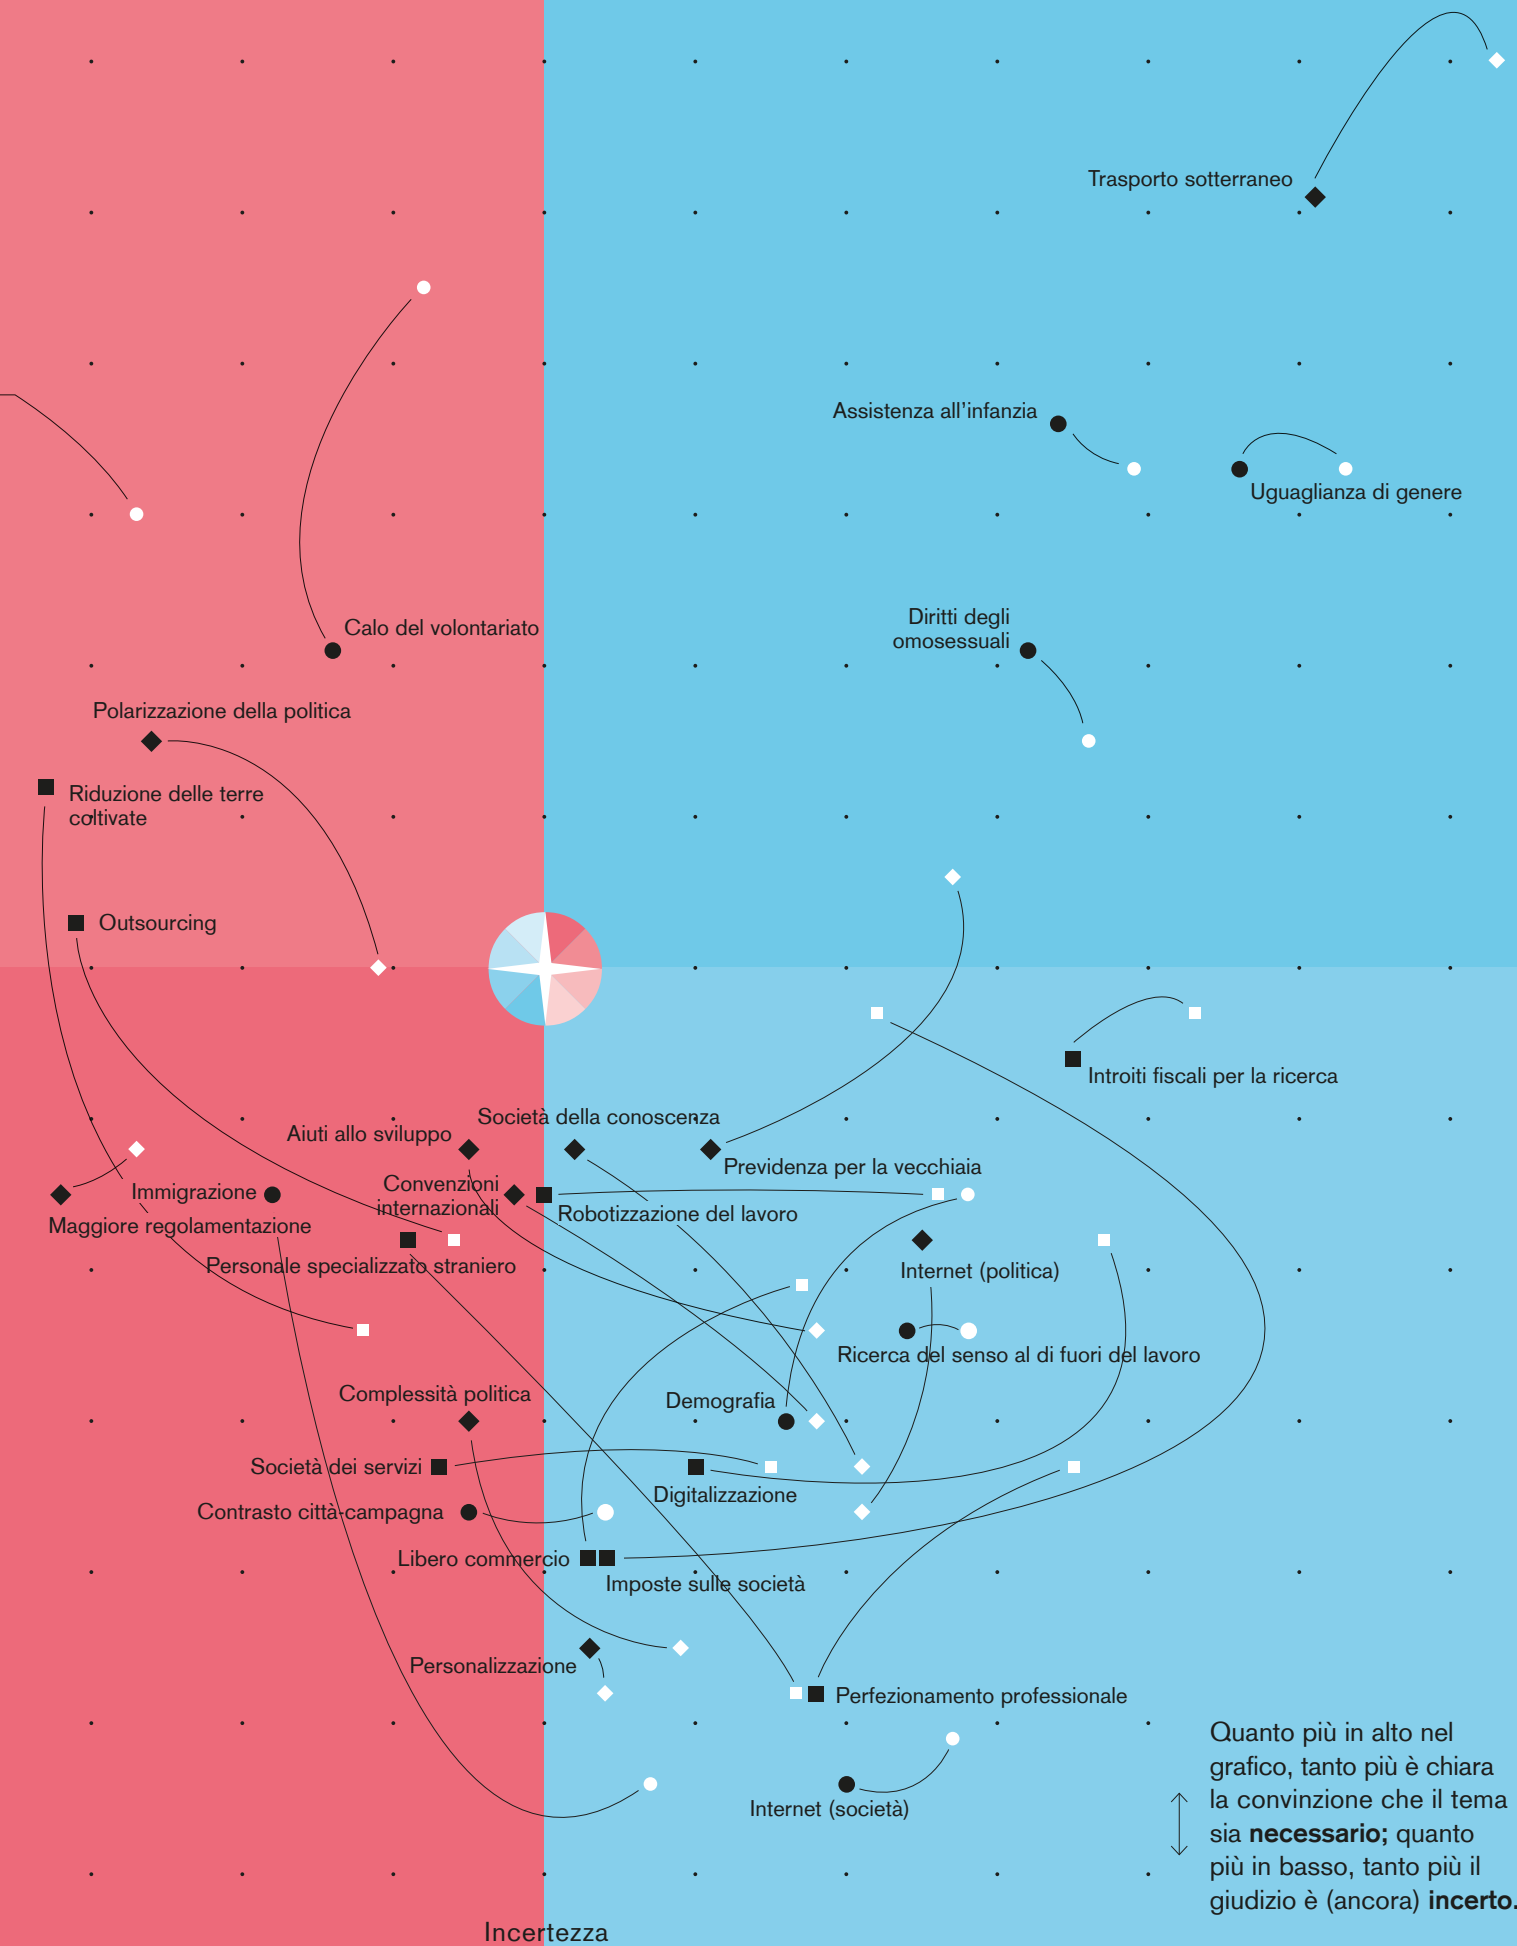 Trasporto sotterraneo
Assistenza all’infanzia
Uguaglianza di genere
Diritti degli
omosessuali
Calo del volontariato
Polarizzazione della politica
Riduzione delle terre
coltivate
Outsourcing
Introiti fiscali per la ricerca
Società della conoscenza
Aiuti allo sviluppo
Previdenza per la vecchiaia
Convenzioni
internazionali
Immigrazione
Robotizzazione del lavoro
Maggiore regolamentazione
Personale specializzato straniero
Internet (politica)
Ricerca del senso al di fuori del lavoro
Complessità politica
Demografia
Società dei servizi
Digitalizzazione
Contrasto città-campagna
Libero commercio
Imposte sulle società
Personalizzazione
Perfezionamento professionale
Internet (società)
Quanto più in alto nel
grafico, tanto più è chiara
la convinzione che il tema
sia necessario; quanto
più in basso, tanto più il
giudizio è (ancora) incerto.
Incertezza